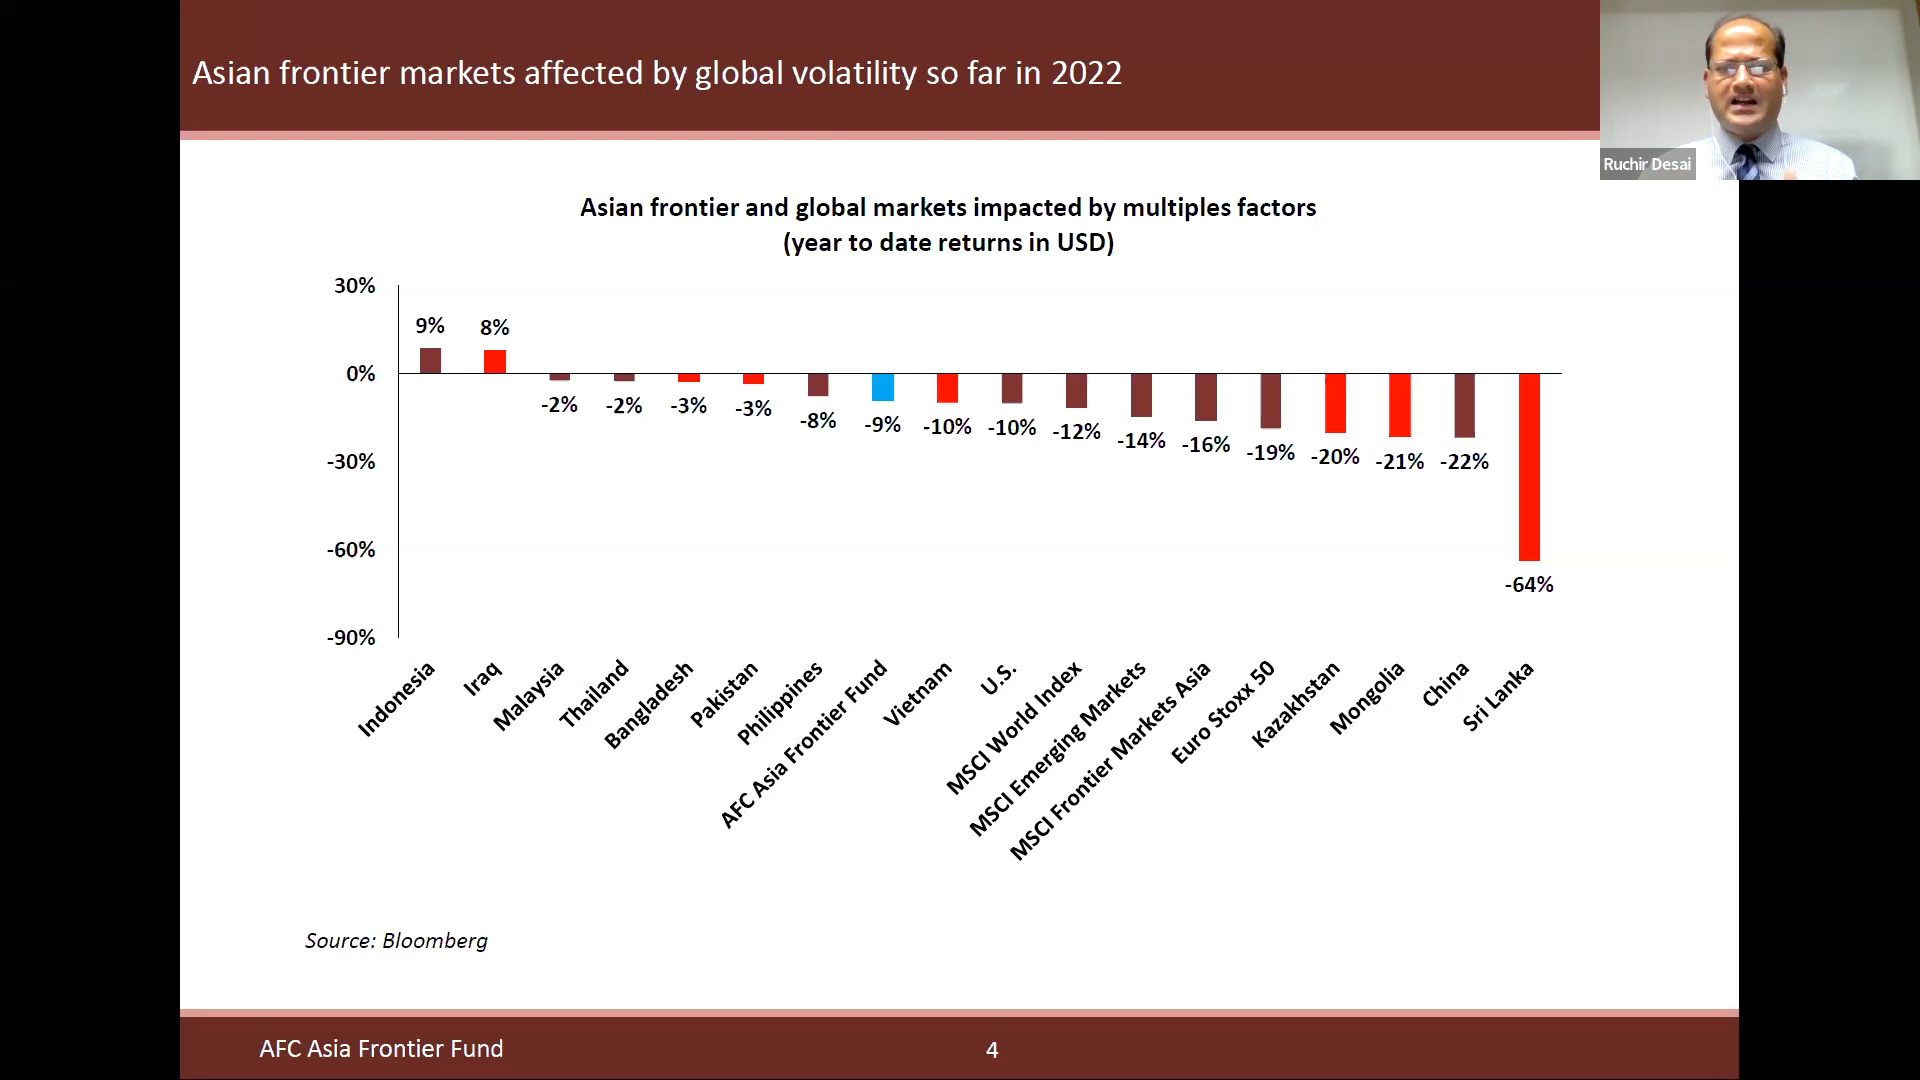 Asian frontier markets affected by global volatility so far in 2022
Ruchir Desai
Asian frontier and global markets impacted by multiples factors
(year to date returns in USD)
30%
0%
-30%
-60%
-90%
9%
8%
-2%
-2%
-3%
-3%
-8%
-9%
-10%
-10%
-12%
-14%
-16%
-19%
-20%
-21%
-22%
-64%
Indonesia
Iraq
Malaysia
Thailand
Bangladesh
Pakistan
Philippines
AFC Asia Frontier Fund
Vietnam
U.S.
MSCI World Index
MSCI Emerging Markets
MSCI Frontier Markets Asia
Euro Stoxx 50
Kazakhstan
Mongolia
China
Sri Lanka
Source: Bloomberg
AFC Asia Frontier Fund
4